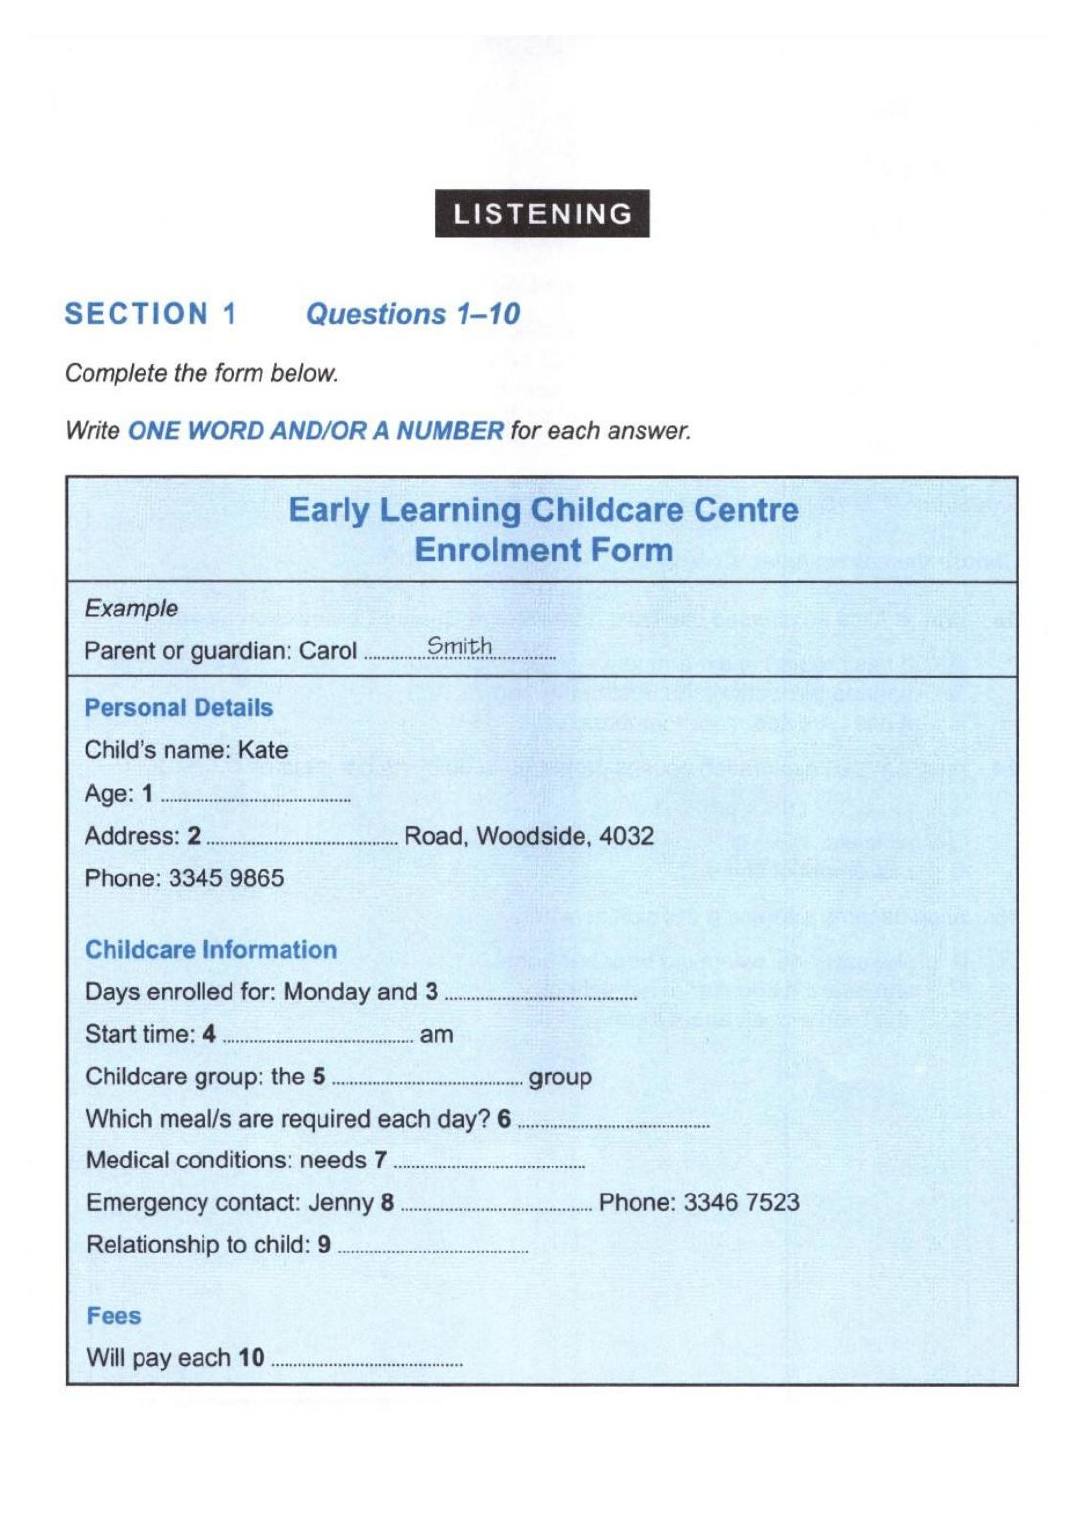 LISTENING
SECTION 1 Questions 1–10
Complete the form below.
Write ONE WORD AND/OR A NUMBER for each answer.
Early Learning Childcare Centre
Enrolment Form
Example
Parent or guardian: Carol ............Smith............
Personal Details
Child's name: Kate
Age: 1 ....................................
Address: 2 .................................... Road, Woodside, 4032
Phone: 3345 9865
Childcare Information
Days enrolled for: Monday and 3 ....................................
Start time: 4 .................................... am
Childcare group: the 5 .................................... group
Which meal/s are required each day? 6 ....................................
Medical conditions: needs 7 ....................................
Emergency contact: Jenny 8 .................................... Phone: 3346 7523
Relationship to child: 9 ....................................
Fees
Will pay each 10 ....................................